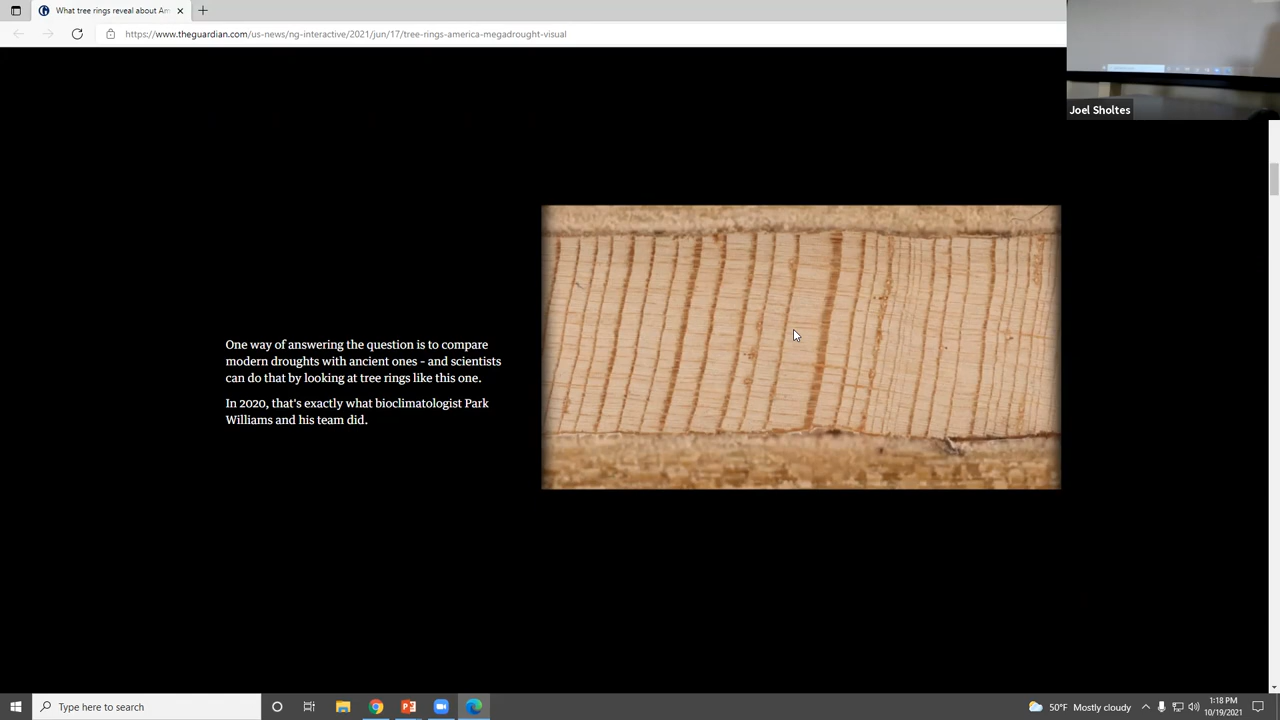 What tree rings reveal about Am
https://www.theguardian.com/us-news/ng-interactive/2021/jun/17/tree-rings-america-megadrought-visual
Joel Sholtes
One way of answering the question is to compare
modern droughts with ancient ones - and scientists
can do that by looking at tree rings like this one.
In 2020, that's exactly what bioclimatologist Park
Williams and his team did.
Type here to search
50°F Mostly cloudy
1:18 PM
10/19/2021